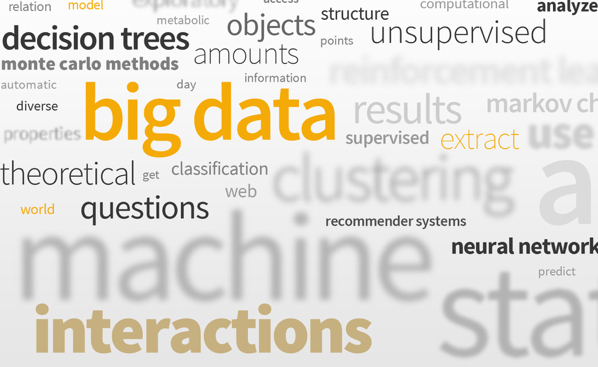 relation
model
exploratory
access
metabolic
objects
structure
computational
analyze
decision trees
amounts
points
unsupervised
monte carlo methods
automatic
day
information
reinforcement lea
diverse
big data
results
markov ch
properties
supervised
extract
use
theoretical
get
classification
clustering
a
web
world
questions
recommender systems
machine
neural network
predict
interactions
sta